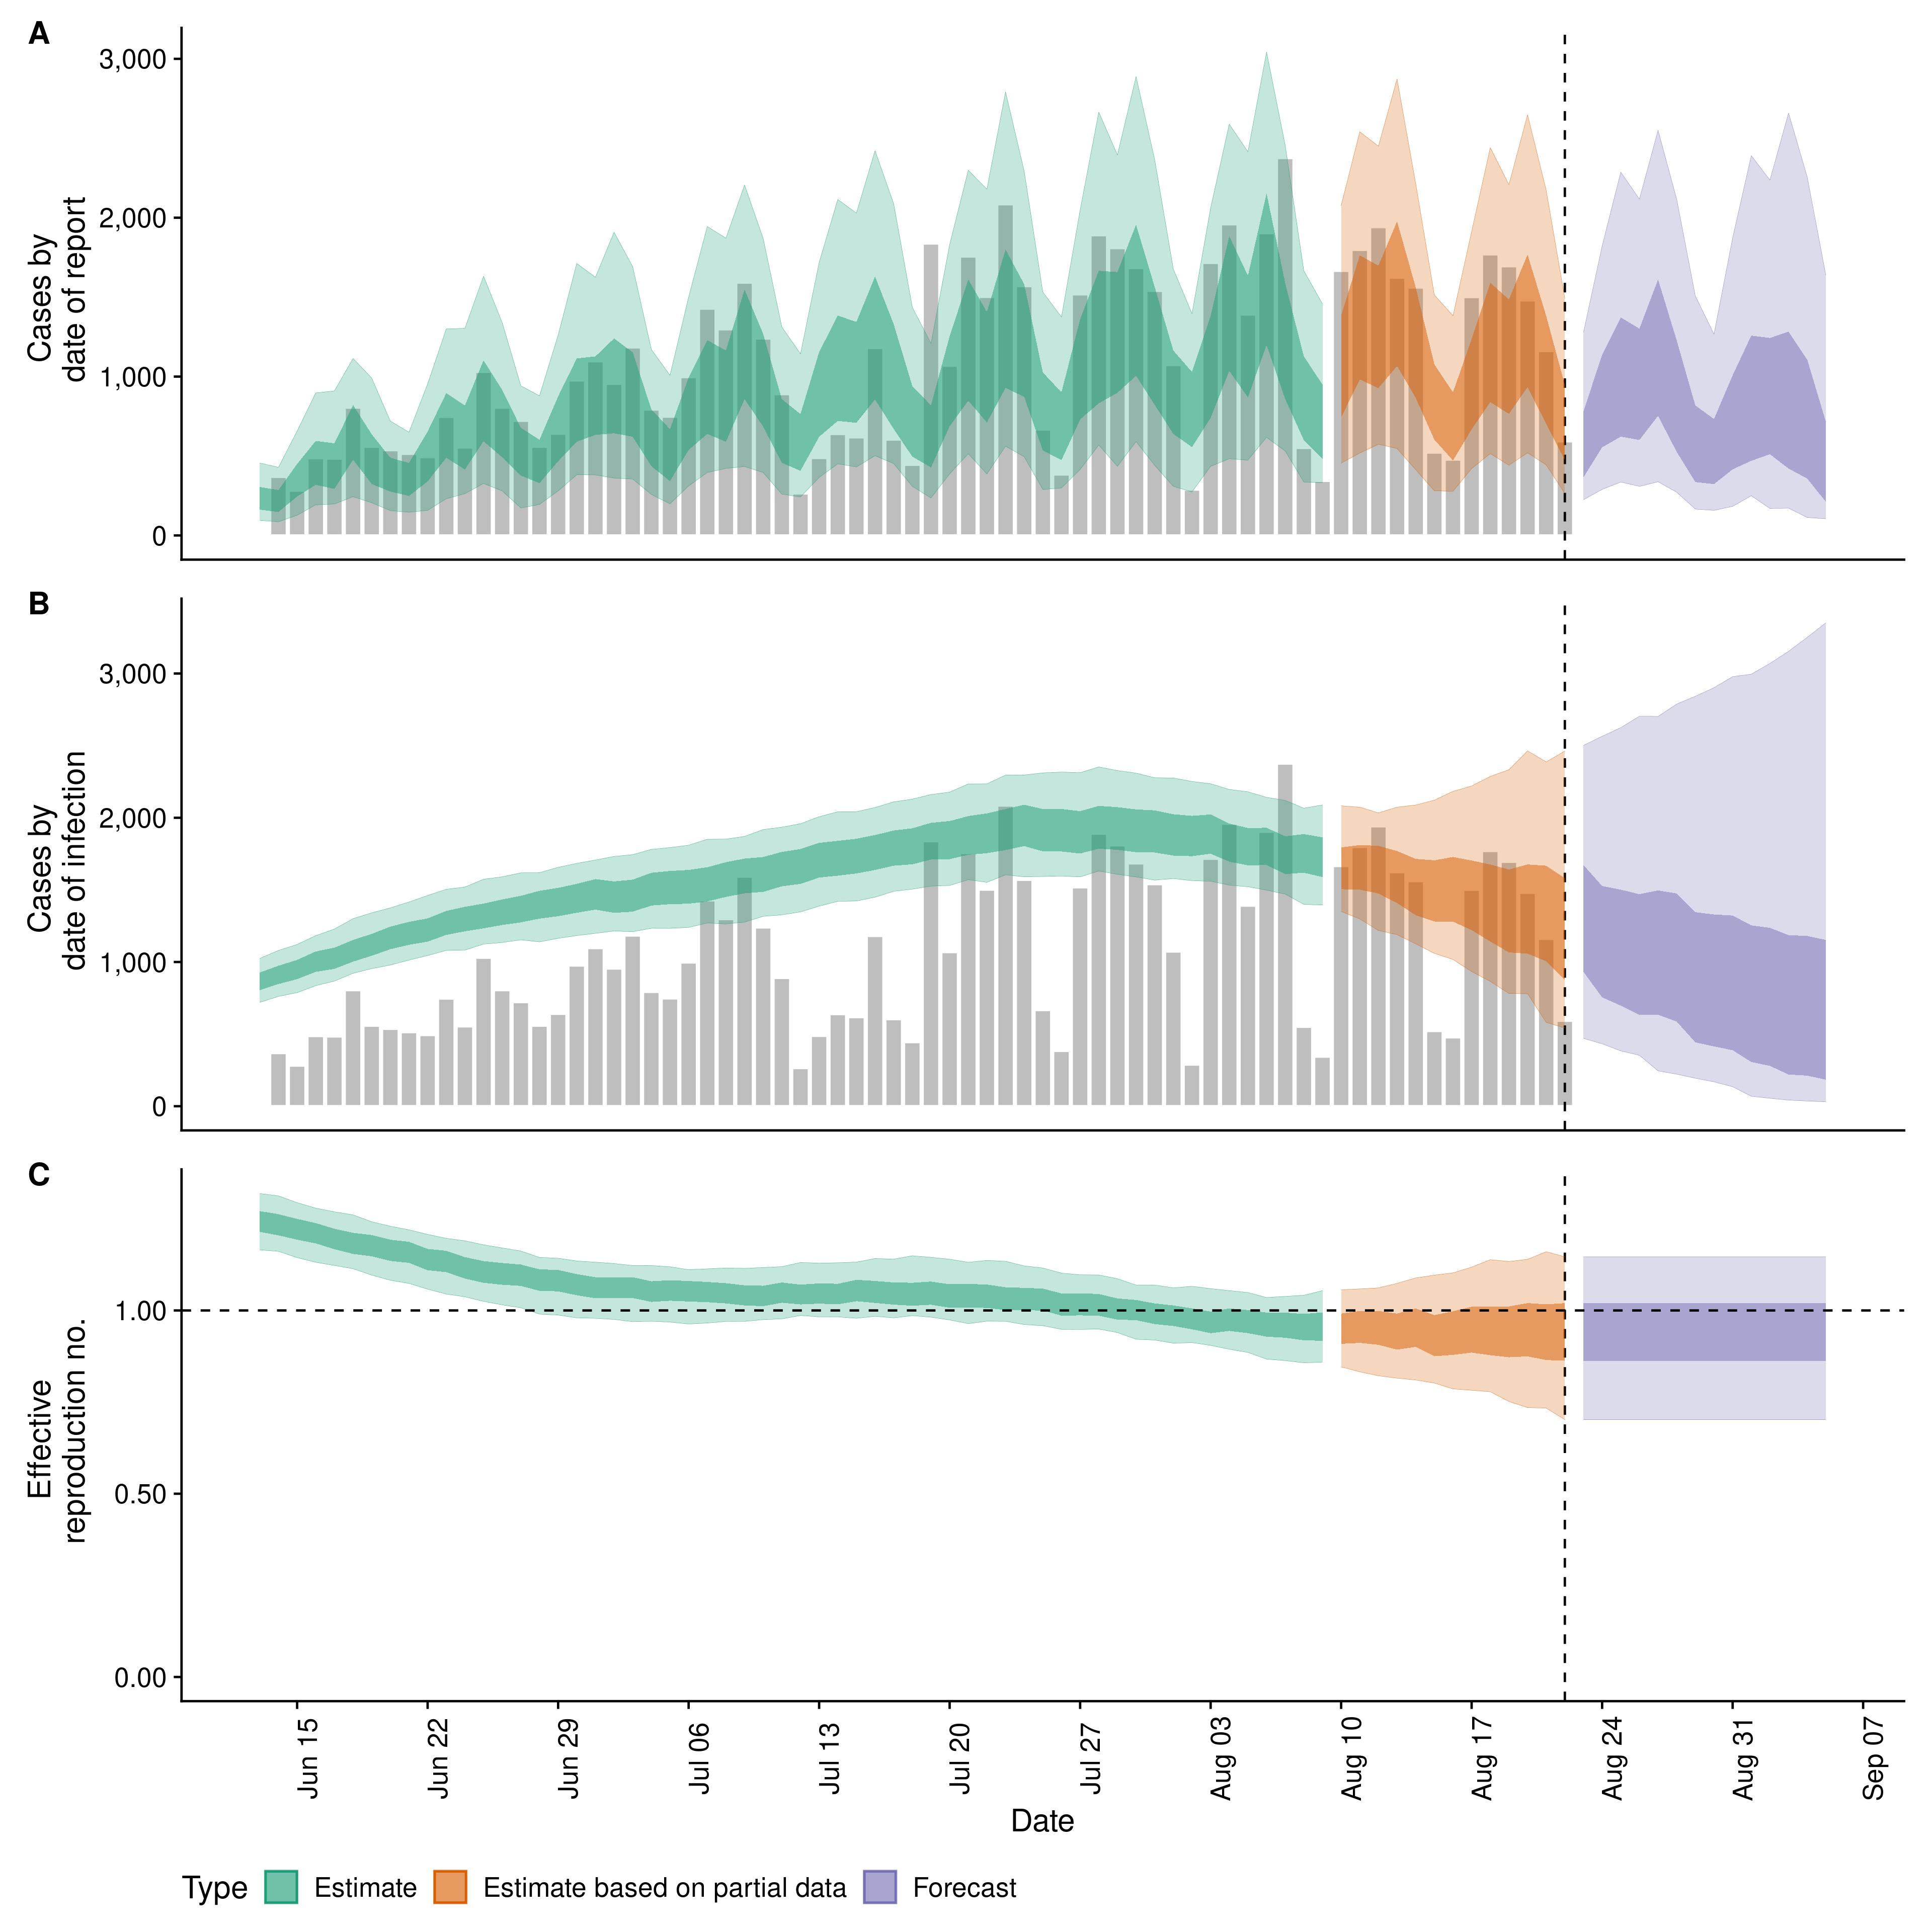 A
3,000
2,000
1,000
0
Cases by
date of report
B
3,000
2,000
1,000
0
Cases by
date of infection
C
1.00
0.50
0.00
Effective
reproduction no.
Jun 15
Jun 22
Jun 29
Jul 06
Jul 13
Jul 20
Jul 27
Aug 03
Aug 10
Aug 17
Aug 24
Aug 31
Sep 07
Date
Type Estimate Estimate based on partial data Forecast